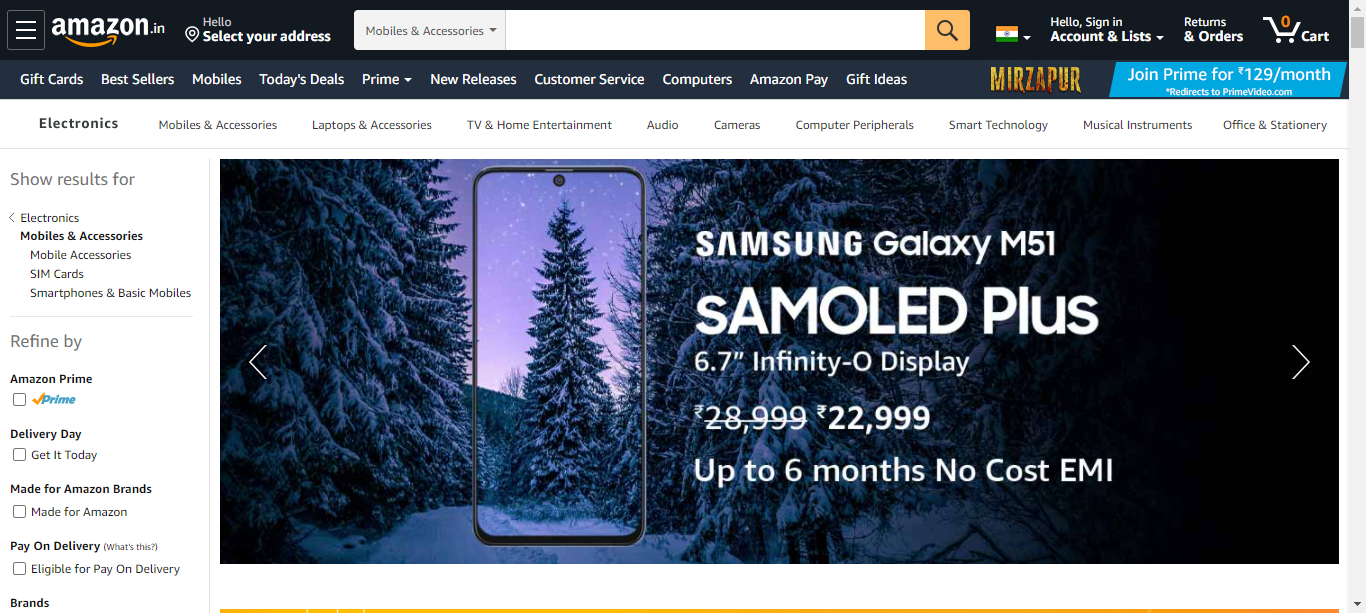 amazon.in
Hello
Select your address
Mobiles & Accessories
Hello, Sign in
Account & Lists
Returns
& Orders
0
Cart
Gift Cards Best Sellers Mobiles Today's Deals Prime New Releases Customer Service Computers Amazon Pay Gift Ideas
MIRZAPUR
Join Prime for ₹129/month
*Redirects to PrimeVideo.com
Electronics Mobiles & Accessories Laptops & Accessories TV & Home Entertainment Audio Cameras Computer Peripherals Smart Technology Musical Instruments Office & Stationery
Show results for
Electronics
Mobiles & Accessories
Mobile Accessories
SIM Cards
Smartphones & Basic Mobiles
Refine by
Amazon Prime
Prime
Delivery Day
Get It Today
Made for Amazon Brands
Made for Amazon
Pay On Delivery (What's this?)
Eligible for Pay On Delivery
Brands
SAMSUNG Galaxy M51
sAMOLED Plus
6.7” Infinity-O Display
₹28,999 ₹22,999
Up to 6 months No Cost EMI